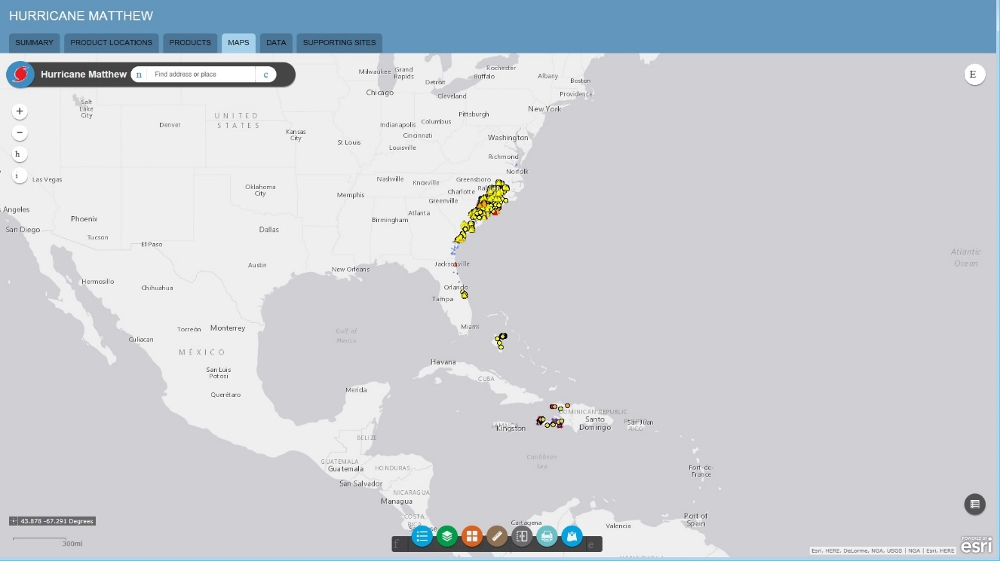 HURRICANE MATTHEW
SUMMARY
PRODUCT LOCATIONS
PRODUCTS
MAPS
DATA
SUPPORTING SITES
Hurricane Matthew
n
Find address or place
c
E
+
−
h
i
Milwaukee
Grand
Rapids
Rochester
Buffalo
Albany
Boston
Detroit
Chicago
Cleveland
Providence
Salt
Lake
City
New York
Pittsburgh
UNITED
STATES
Denver
Indianapolis
Columbus
Kansas
City
Cincinnati
Washington
St Louis
Louisville
Richmond
Norfolk
Las Vegas
Nashville
Knoxville
Greensboro
Oklahoma
City
Memphis
Charlotte
Greenville
Angeles
Atlanta
Phoenix
Birmingham
San Diego
Dallas
Tucson
El Paso
Atlantic
Ocean
Austin
New Orleans
Jacksonville
Hermosillo
Chihuahua
Orlando
Tampa
Torreón
Monterrey
Miami
Gulf of
Mexico
Culiacan
MÉXICO
Havana
San Luis
Potosi
CUBA
Querétaro
Merida
DOMINICAN REPUBLIC
Santo
Domingo
San Juan
Kingston
BELIZE
Caribbean
Sea
GUATEMALA
Guatemala
HONDURAS
Fort-de-
France
San Salvador
NICARAGUA
Managua
COSTA
RICA
Cartagena
Valencia
Port of
Spain
43.878 -67.291 Degrees
300mi
f
e
Esri, HERE, DeLorme, NGA, USGS | NGA | Esri, HERE
POWERED BY
esri